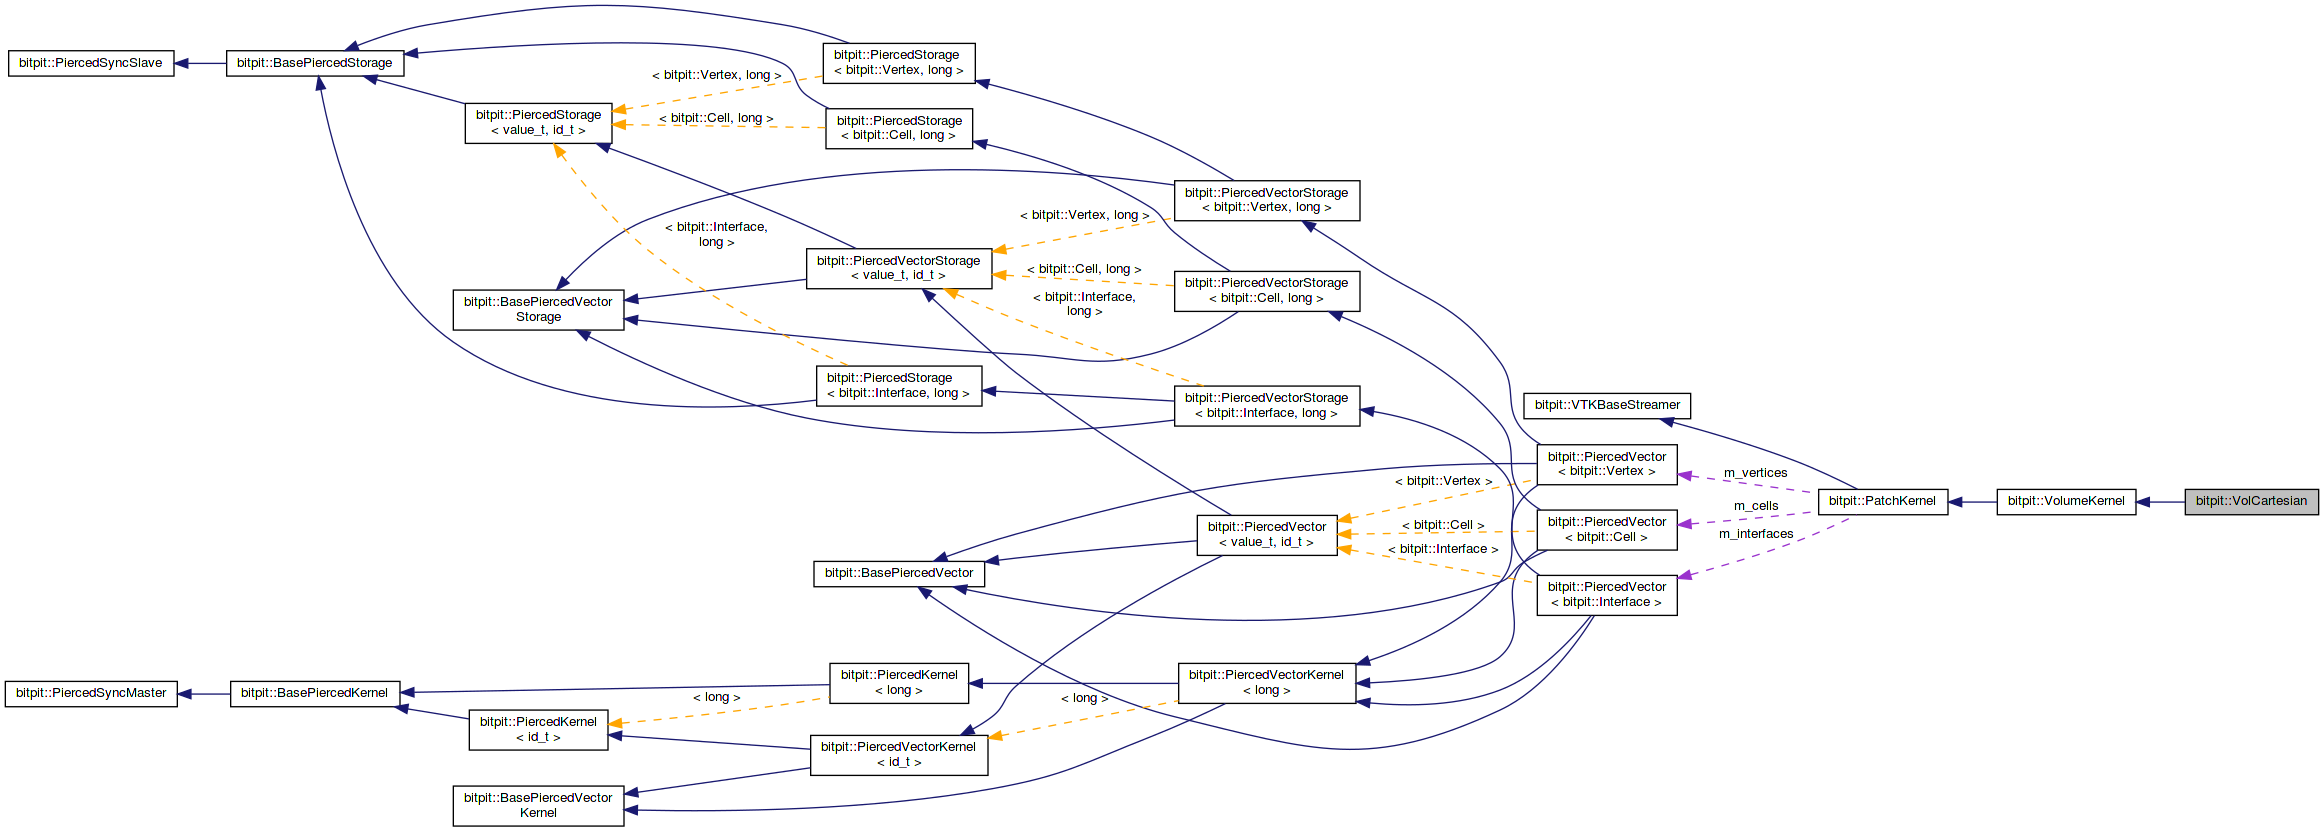 bitpit::PiercedSyncSlave
bitpit::BasePiercedStorage
bitpit::PiercedStorage
< bitpit::Vertex, long >
< bitpit::Vertex, long >
bitpit::PiercedStorage
< value_t, id_t >
< bitpit::Cell, long >
bitpit::PiercedStorage
< bitpit::Cell, long >
bitpit::PiercedVectorStorage
< bitpit::Vertex, long >
< bitpit::Vertex, long >
< bitpit::Interface,
long >
bitpit::PiercedVectorStorage
< value_t, id_t >
< bitpit::Cell, long >
bitpit::PiercedVectorStorage
< bitpit::Cell, long >
bitpit::BasePiercedVector
Storage
< bitpit::Interface,
long >
bitpit::PiercedStorage
< bitpit::Interface, long >
bitpit::PiercedVectorStorage
< bitpit::Interface, long >
bitpit::VTKBaseStreamer
bitpit::PiercedVector
< bitpit::Vertex >
m_vertices
< bitpit::Vertex >
bitpit::PatchKernel
bitpit::VolumeKernel
bitpit::VolCartesian
m_cells
bitpit::PiercedVector
< value_t, id_t >
< bitpit::Cell >
bitpit::PiercedVector
< bitpit::Cell >
m_interfaces
< bitpit::Interface >
bitpit::BasePiercedVector
bitpit::PiercedVector
< bitpit::Interface >
bitpit::PiercedSyncMaster
bitpit::BasePiercedKernel
bitpit::PiercedKernel
< long >
bitpit::PiercedVectorKernel
< long >
< long >
< long >
bitpit::PiercedKernel
< id_t >
bitpit::PiercedVectorKernel
< id_t >
bitpit::BasePiercedVector
Kernel